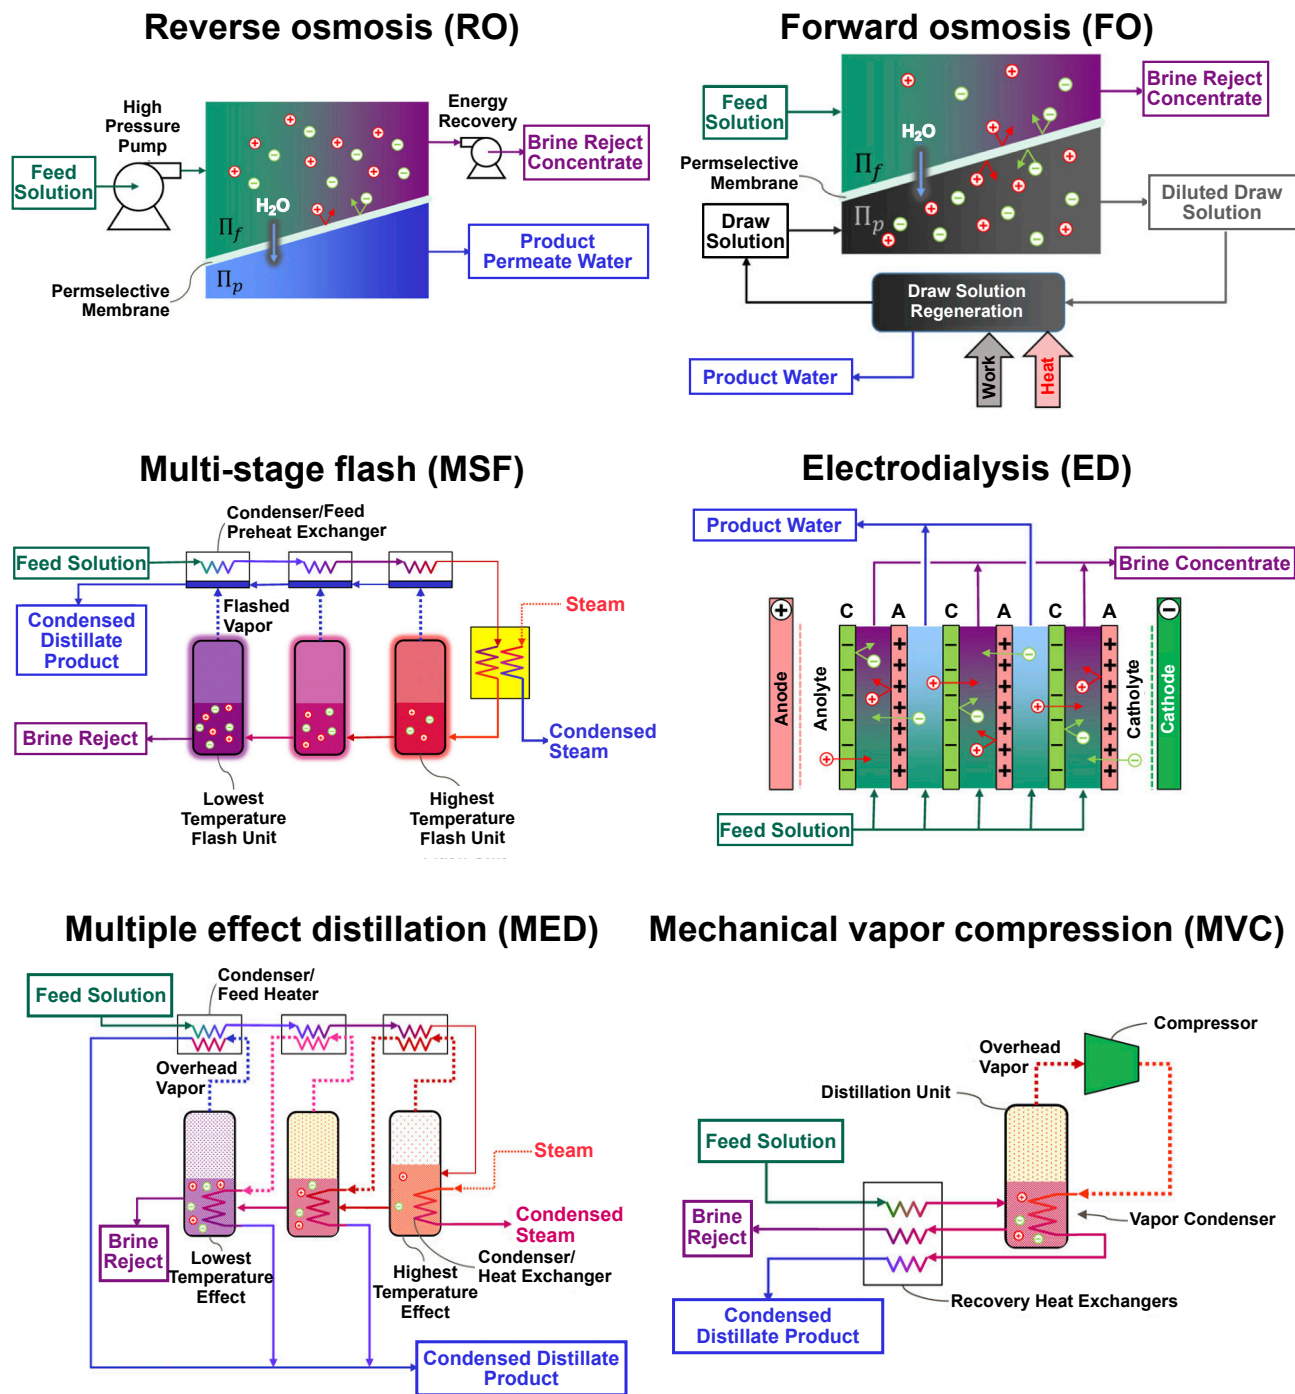 Reverse osmosis (RO)
High
Pressure
Pump
Energy
Recovery
Feed
Solution
Brine Reject
Concentrate
H₂O
Π_f
Π_p
Product
Permeate Water
Permselective
Membrane
Forward osmosis (FO)
Feed
Solution
Brine Reject
Concentrate
H₂O
Π_f
Permselective
Membrane
Π_p
Draw
Solution
Diluted Draw
Solution
Draw Solution
Regeneration
Product Water
Work
Heat
Multi-stage flash (MSF)
Condenser/Feed
Preheat Exchanger
Feed Solution
Flashed
Vapor
Steam
Condensed
Distillate
Product
Brine Reject
Condensed
Steam
Lowest
Temperature
Flash Unit
Highest
Temperature
Flash Unit
Electrodialysis (ED)
Product Water
Brine Concentrate
C A C A C A
Anode
Anolyte
Catholyte
Cathode
Feed Solution
Multiple effect distillation (MED)
Condenser/
Feed Heater
Feed Solution
Overhead
Vapor
Steam
Condensed
Steam
Brine
Reject
Lowest
Temperature
Effect
Highest
Temperature
Effect
Condenser/
Heat Exchanger
Condensed Distillate
Product
Mechanical vapor compression (MVC)
Compressor
Overhead
Vapor
Distillation Unit
Feed Solution
Brine
Reject
Vapor Condenser
Recovery Heat Exchangers
Condensed
Distillate Product